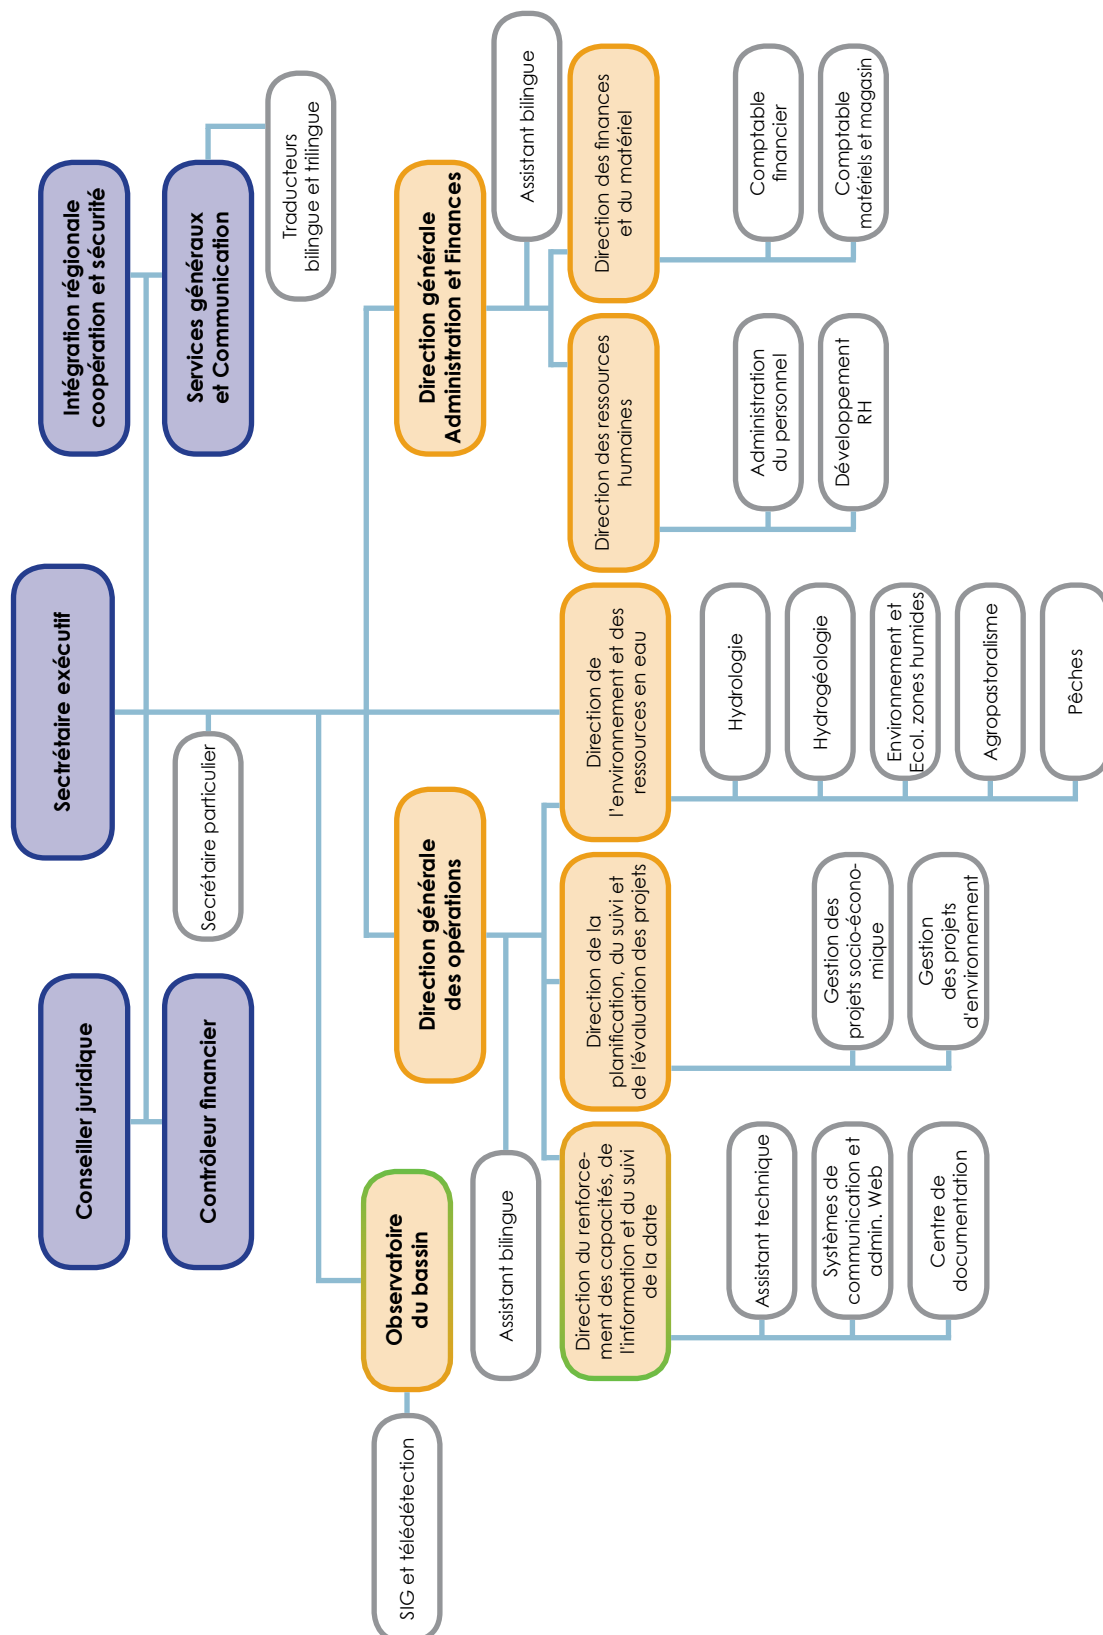 Sectrétaire exécutif
Conseiller juridique
Contrôleur financier
Intégration régionale
coopération et sécurité
Services généraux
et Communication
Secrétaire particulier
Traducteurs
bilingue et trilingue
Observatoire
du bassin
SIG et télédétection
Direction générale
des opérations
Assistant bilingue
Direction générale
Administration et Finances
Assistant bilingue
Direction du renforce-
ment des capacités, de
l'information et du suivi
de la date
Assistant technique
Systèmes de
communication et
admin. Web
Centre de
documentation
Direction de la
planification, du suivi et
de l'évaluation des projets
Gestion des
projets socio-écono-
mique
Gestion
des projets
d'environnement
Direction de
l'environnement et des
ressources en eau
Hydrologie
Hydrogéologie
Environnement et
Ecol. zones humides
Agropastoralisme
Pêches
Direction des ressources
humaines
Administration
du personnel
Développement
RH
Direction des finances
et du matériel
Comptable
financier
Comptable
matériels et magasin